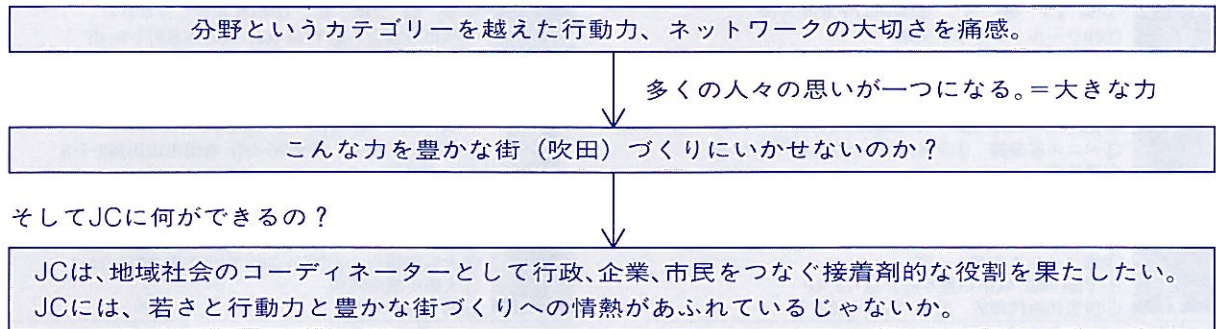 分野というカテゴリーを越えた行動力、ネットワークの大切さを痛感。
多くの人々の思いが一つになる。＝大きな力
こんな力を豊かな街（吹田）づくりにいかせないのか？
そしてJCに何ができるの？
JCは、地域社会のコーディネーターとして行政、企業、市民をつなぐ接着剤的な役割を果たしたい。
JCには、若さと行動力と豊かな街づくりへの情熱があふれているじゃないか。